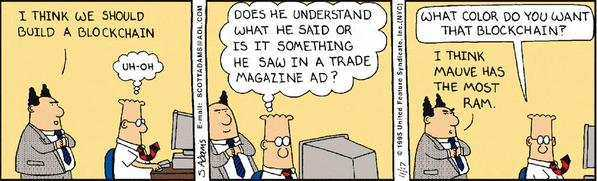 I THINK WE SHOULD
BUILD A BLOCKCHAIN
UH-OH
S.Adams
E-mail: SCOTTADAMS@AOL.COM
DOES HE UNDERSTAND
WHAT HE SAID OR
IS IT SOMETHING
HE SAW IN A TRADE
MAGAZINE AD?
11/17 © 1995 United Feature Syndicate, Inc.(NYC)
WHAT COLOR DO YOU WANT
THAT BLOCKCHAIN?
I THINK
MAUVE HAS
THE MOST
RAM.